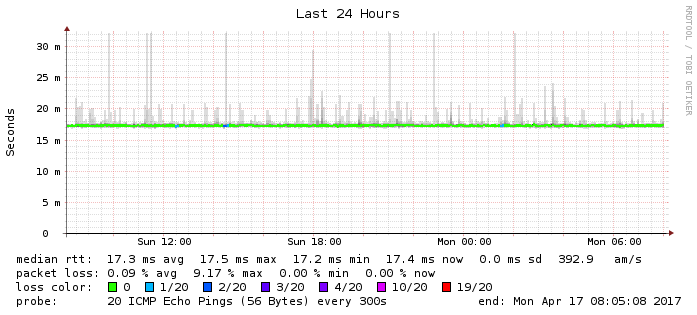 Last 24 Hours
RRDTOOL / TOBI OETIKER
Seconds
30 m
25 m
20 m
15 m
10 m
5 m
0
Sun 12:00 Sun 18:00 Mon 00:00 Mon 06:00
median rtt: 17.3 ms avg 17.5 ms max 17.2 ms min 17.4 ms now 0.0 ms sd 392.9 am/s
packet loss: 0.09 % avg 9.17 % max 0.00 % min 0.00 % now
loss color: 0 1/20 2/20 3/20 4/20 10/20 19/20
probe: 20 ICMP Echo Pings (56 Bytes) every 300s end: Mon Apr 17 08:05:08 2017